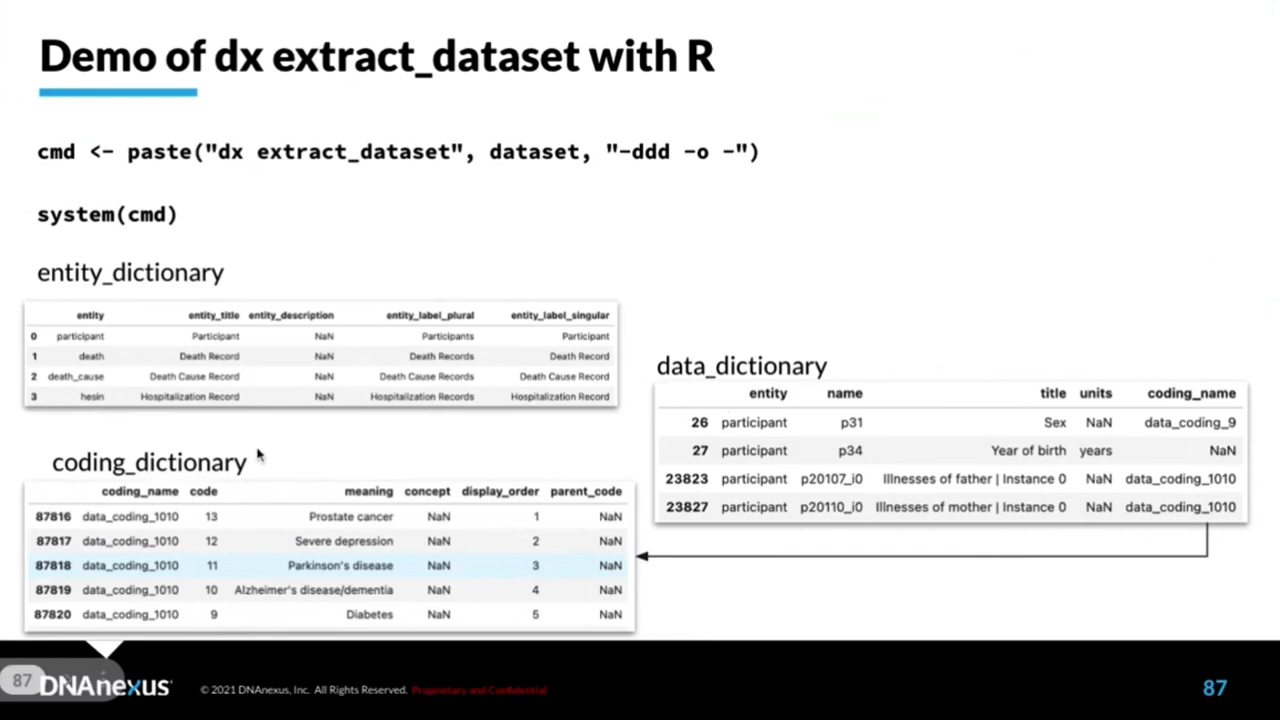 Demo of dx extract_dataset with R
cmd <- paste("dx extract_dataset", dataset, "-ddd -o -")
system(cmd)
entity_dictionary
entity entity_title entity_description entity_label_plural entity_label_singular
0 participant Participant NaN Participants Participant
1 death Death Record NaN Death Records Death Record
2 death_cause Death Cause Record NaN Death Cause Records Death Cause Record
3 hesin Hospitalization Record NaN Hospitalization Records Hospitalization Record
data_dictionary
entity name title units coding_name
26 participant p31 Sex NaN data_coding_9
27 participant p34 Year of birth years NaN
23823 participant p20107_i0 Illnesses of father | Instance 0 NaN data_coding_1010
23827 participant p20110_i0 Illnesses of mother | Instance 0 NaN data_coding_1010
coding_dictionary
coding_name code meaning concept display_order parent_code
87816 data_coding_1010 13 Prostate cancer NaN 1 NaN
87817 data_coding_1010 12 Severe depression NaN 2 NaN
87818 data_coding_1010 11 Parkinson's disease NaN 3 NaN
87819 data_coding_1010 10 Alzheimer's disease/dementia NaN 4 NaN
87820 data_coding_1010 9 Diabetes NaN 5 NaN
87 DNAnexus © 2021 DNAnexus, Inc. All Rights Reserved. Proprietary and Confidential 87